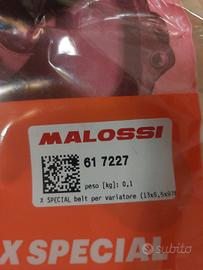 MALOSSI
61 7227
peso [kg]: 0,1
X SPECIAL belt per variatore
X SPECIAL
subito